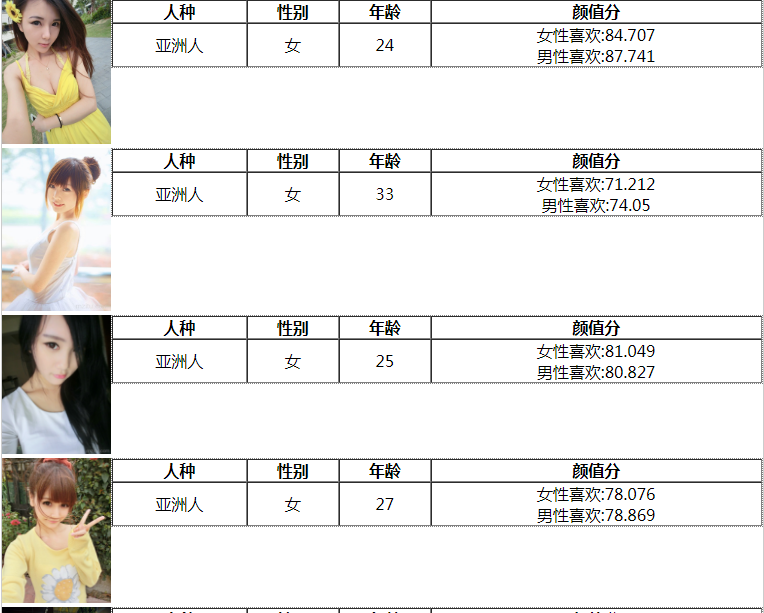 人种 性别 年龄 颜值分
亚洲人 女 24 女性喜欢:84.707
男性喜欢:87.741
人种 性别 年龄 颜值分
亚洲人 女 33 女性喜欢:71.212
男性喜欢:74.05
人种 性别 年龄 颜值分
亚洲人 女 25 女性喜欢:81.049
男性喜欢:80.827
人种 性别 年龄 颜值分
亚洲人 女 27 女性喜欢:78.076
男性喜欢:78.869